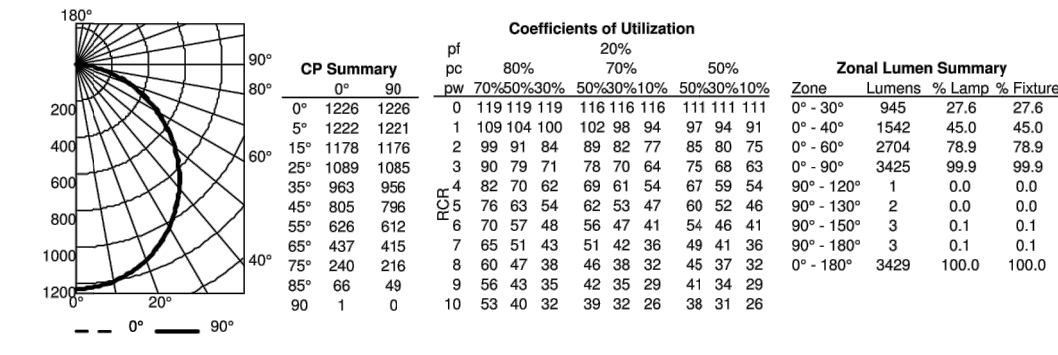 180°
90°
80°
60°
40°
20°
0°
200
400
600
800
1000
1200
0° 90°
CP Summary
0° 90
0° 1226 1226
5° 1222 1221
15° 1178 1176
25° 1089 1085
35° 963 956
45° 805 796
55° 626 612
65° 437 415
75° 240 216
85° 66 49
90 1 0
Coefficients of Utilization
pf 20%
pc 80% 70% 50%
pw 70%50%30% 50%30%10% 50%30%10%
RCR
0 119 119 119 116 116 116 111 111 111
1 109 104 100 102 98 94 97 94 91
2 99 91 84 89 82 77 85 80 75
3 90 79 71 78 70 64 75 68 63
4 82 70 62 69 61 54 67 59 54
5 76 63 54 62 53 47 60 52 46
6 70 57 48 56 47 41 54 46 41
7 65 51 43 51 42 36 49 41 36
8 60 47 38 46 38 32 45 37 32
9 56 43 35 42 35 29 41 34 29
10 53 40 32 39 32 26 38 31 26
Zonal Lumen Summary
Zone Lumens % Lamp % Fixture
0° - 30° 945 27.6 27.6
0° - 40° 1542 45.0 45.0
0° - 60° 2704 78.9 78.9
0° - 90° 3425 99.9 99.9
90° - 120° 1 0.0 0.0
90° - 130° 2 0.0 0.0
90° - 150° 3 0.1 0.1
90° - 180° 3 0.1 0.1
0° - 180° 3429 100.0 100.0